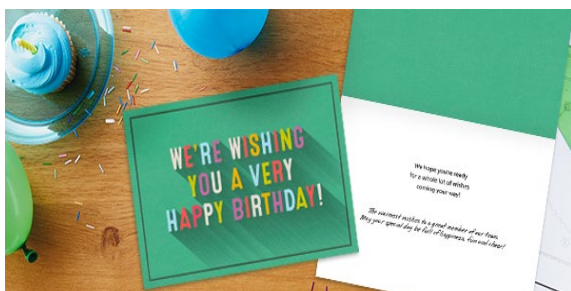 WE'RE WISHING
YOU A VERY
HAPPY BIRTHDAY!
We hope you're ready
for a whole lot of wishes
coming your way!
The warmest wishes to a great member of our team.
May your special day be full of happiness, fun and cheer!